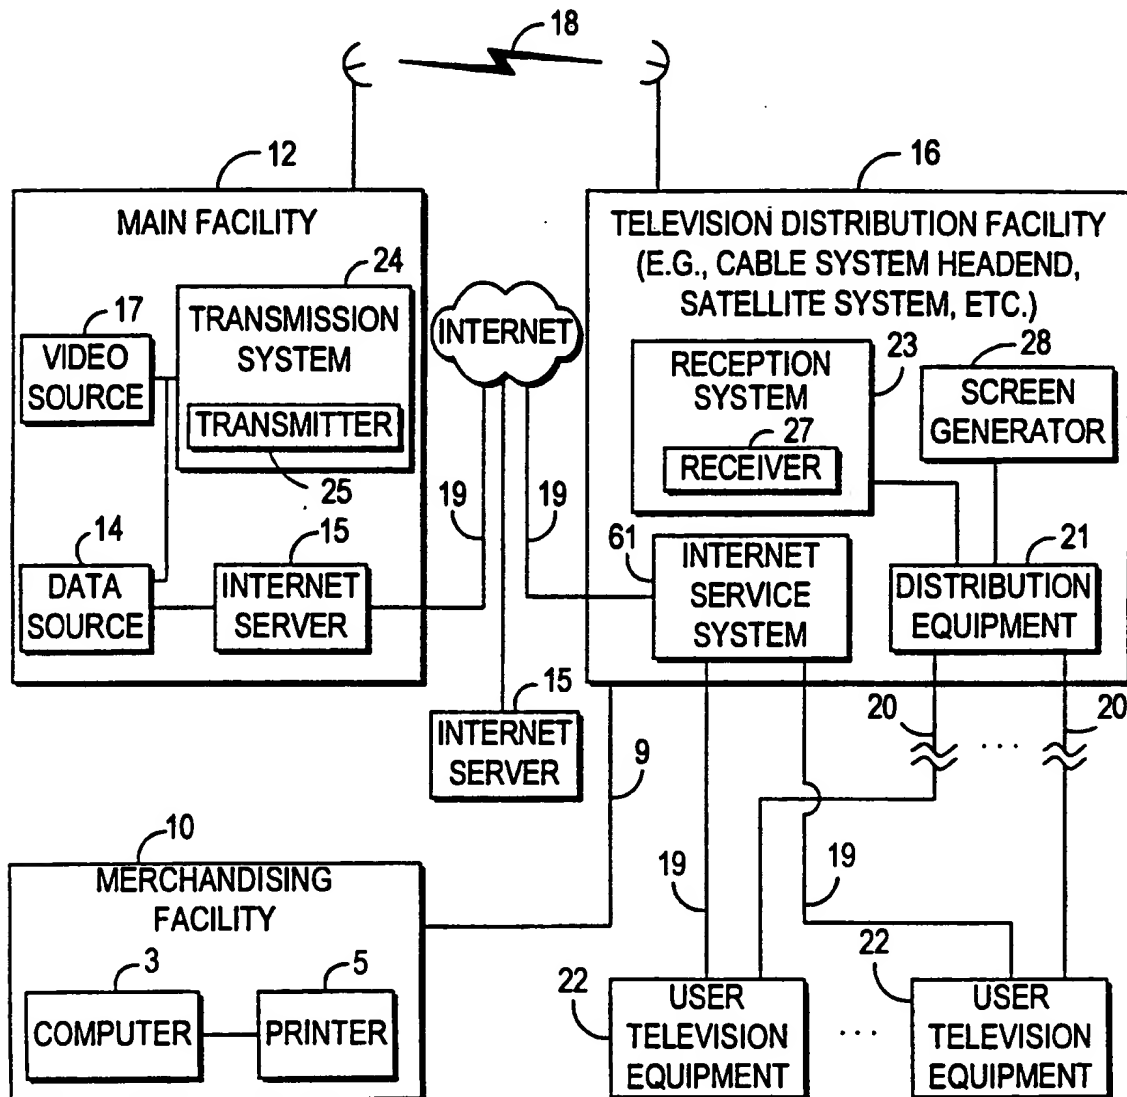 18
12
MAIN FACILITY
24
TRANSMISSION
SYSTEM
TRANSMITTER
25
17
VIDEO
SOURCE
14
DATA
SOURCE
15
INTERNET
SERVER
INTERNET
19
19
15
INTERNET
SERVER
16
TELEVISION DISTRIBUTION FACILITY
(E.G., CABLE SYSTEM HEADEND,
SATELLITE SYSTEM, ETC.)
RECEPTION
SYSTEM
23
27
RECEIVER
28
SCREEN
GENERATOR
61
INTERNET
SERVICE
SYSTEM
21
DISTRIBUTION
EQUIPMENT
20
. . .
20
9
19
19
10
MERCHANDISING
FACILITY
3
COMPUTER
5
PRINTER
22
USER
TELEVISION
EQUIPMENT
. . .
22
USER
TELEVISION
EQUIPMENT